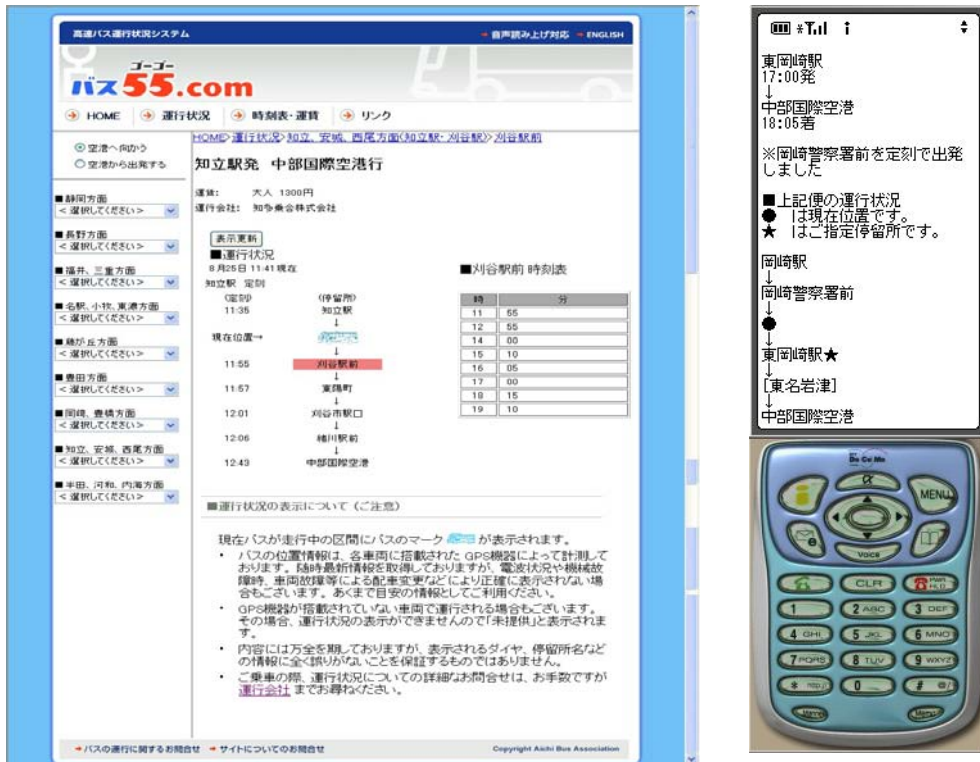 高速バス運行状況システム
音声読み上げ対応 ENGLISH
ゴーゴー
バス55.com
HOME 運行状況 時刻表・運賃 リンク
HOME>運行状況>知立、安城、西尾方面(知立駅・刈谷駅)>刈谷駅前
空港へ向かう
空港から出発する
■静岡方面
<選択してください>
■長野方面
<選択してください>
■福井、三重方面
<選択してください>
■名駅、小牧、東濃方面
<選択してください>
■藤が丘方面
<選択してください>
■豊田方面
<選択してください>
■岡崎、豊橋方面
<選択してください>
■知立、安城、西尾方面
<選択してください>
■半田、河和、内海方面
<選択してください>
知立駅発 中部国際空港行
運賃: 大人 1300円
運行会社: 知多乗合株式会社
表示更新
■運行状況
8月25日 11:41現在
知立駅 定刻
(定刻) (停留所)
11:35 知立駅
↓
現在位置→
↓
11:55 刈谷駅前
↓
11:57 東陽町
↓
12:01 刈谷市駅口
↓
12:06 緒川駅前
↓
12:43 中部国際空港
■刈谷駅前 時刻表
時 分
11 55
12 55
14 00
15 10
16 05
17 00
18 15
19 10
■運行状況の表示について(ご注意)
現在バスが走行中の区間にバスのマーク が表示されます。
・ バスの位置情報は、各車両に搭載された GPS機器によって計測して
おります。随時最新情報を取得しておりますが、電波状況や機械故
障時、車両故障等による配車変更などにより正確に表示されない場
合もございます。あくまで目安の情報としてご利用ください。
・ GPS機器が搭載されていない車両で運行される場合もございます。
その場合、運行状況の表示ができませんので「未提供」と表示されま
す。
・ 内容には万全を期しておりますが、表示されるダイヤ、停留所名など
の情報に全く誤りがないことを保証するものではありません。
・ ご乗車の際、運行状況についての詳細なお問合せは、お手数ですが
運行会社 までお尋ねください。
バスの運行に関するお問合せ サイトについてのお問合せ
Copyright Aichi Bus Association
東岡崎駅
17:00発
↓
中部国際空港
18:05着
※岡崎警察署前を定刻で出発
しました
■上記便の運行状況
● は現在位置です。
★ はご指定停留所です。
岡崎駅
↓
岡崎警察署前
↓
●
↓
東岡崎駅★
↓
[東名岩津]
↓
中部国際空港
DoCoMo
MENU
Voice
CLR
PWR
HLD
1 2 ABC 3 DEF
4 GHI 5 JKL 6 MNO
7 PQRS 8 TUV 9 WXYZ
* 0 #